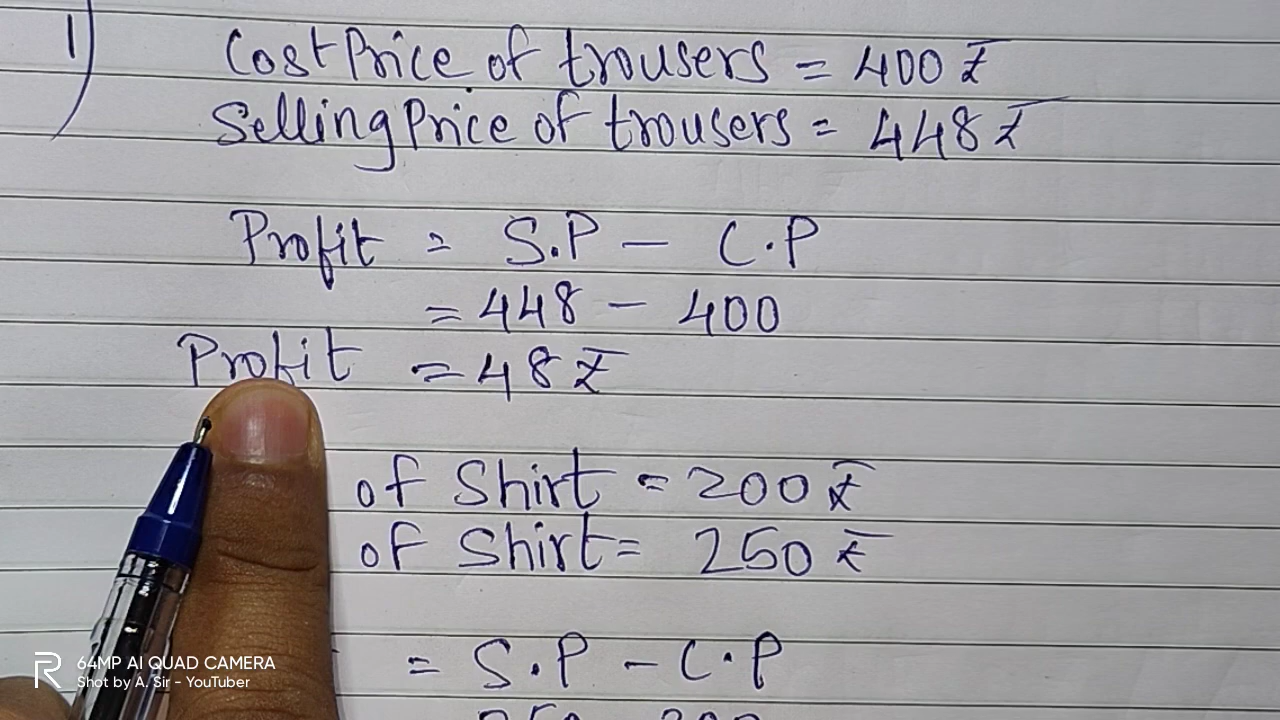 1)
Cost Price of trousers = 400 ₹
Selling Price of trousers = 448 ₹
Profit = S.P - C.P
= 448 - 400
Profit = 48 ₹
of Shirt = 200 ₹
of Shirt = 250 ₹
= S.P - C.P
64MP AI QUAD CAMERA
Shot by A. Sir - YouTuber